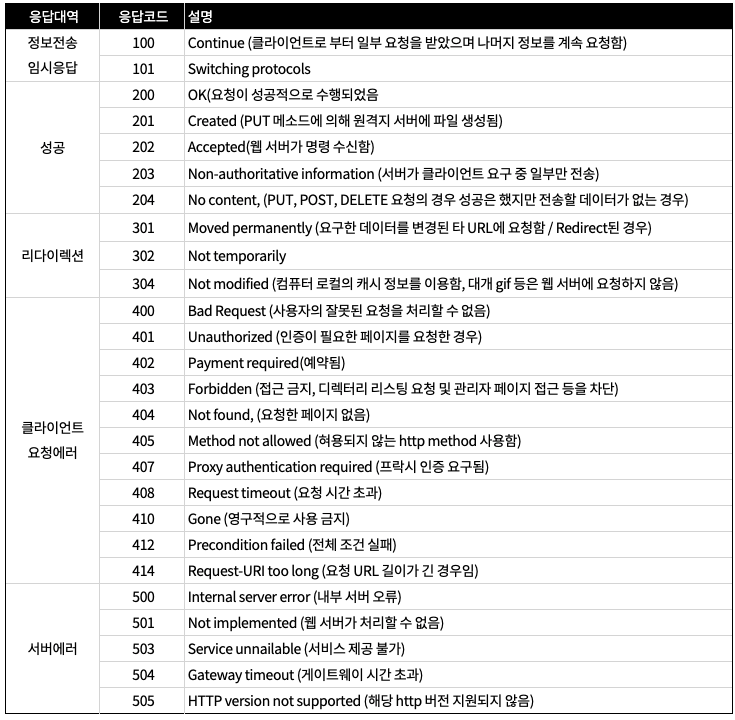 응답대역 응답코드 설명
정보전송 임시응답
100 Continue (클라이언트로 부터 일부 요청을 받았으며 나머지 정보를 계속 요청함)
101 Switching protocols
성공
200 OK(요청이 성공적으로 수행되었음
201 Created (PUT 메소드에 의해 원격지 서버에 파일 생성됨)
202 Accepted(웹 서버가 명령 수신함)
203 Non-authoritative information (서버가 클라이언트 요구 중 일부만 전송)
204 No content, (PUT, POST, DELETE 요청의 경우 성공은 했지만 전송할 데이터가 없는 경우)
리다이렉션
301 Moved permanently (요구한 데이터를 변경된 타 URL에 요청함 / Redirect된 경우)
302 Not temporarily
304 Not modified (컴퓨터 로컬의 캐시 정보를 이용함, 대개 gif 등은 웹 서버에 요청하지 않음)
클라이언트 요청에러
400 Bad Request (사용자의 잘못된 요청을 처리할 수 없음)
401 Unauthorized (인증이 필요한 페이지를 요청한 경우)
402 Payment required(예약됨)
403 Forbidden (접근 금지, 디렉터리 리스팅 요청 및 관리자 페이지 접근 등을 차단)
404 Not found, (요청한 페이지 없음)
405 Method not allowed (혀용되지 않는 http method 사용함)
407 Proxy authentication required (프락시 인증 요구됨)
408 Request timeout (요청 시간 초과)
410 Gone (영구적으로 사용 금지)
412 Precondition failed (전체 조건 실패)
414 Request-URI too long (요청 URL 길이가 긴 경우임)
서버에러
500 Internal server error (내부 서버 오류)
501 Not implemented (웹 서버가 처리할 수 없음)
503 Service unnailable (서비스 제공 불가)
504 Gateway timeout (게이트웨이 시간 초과)
505 HTTP version not supported (해당 http 버전 지원되지 않음)